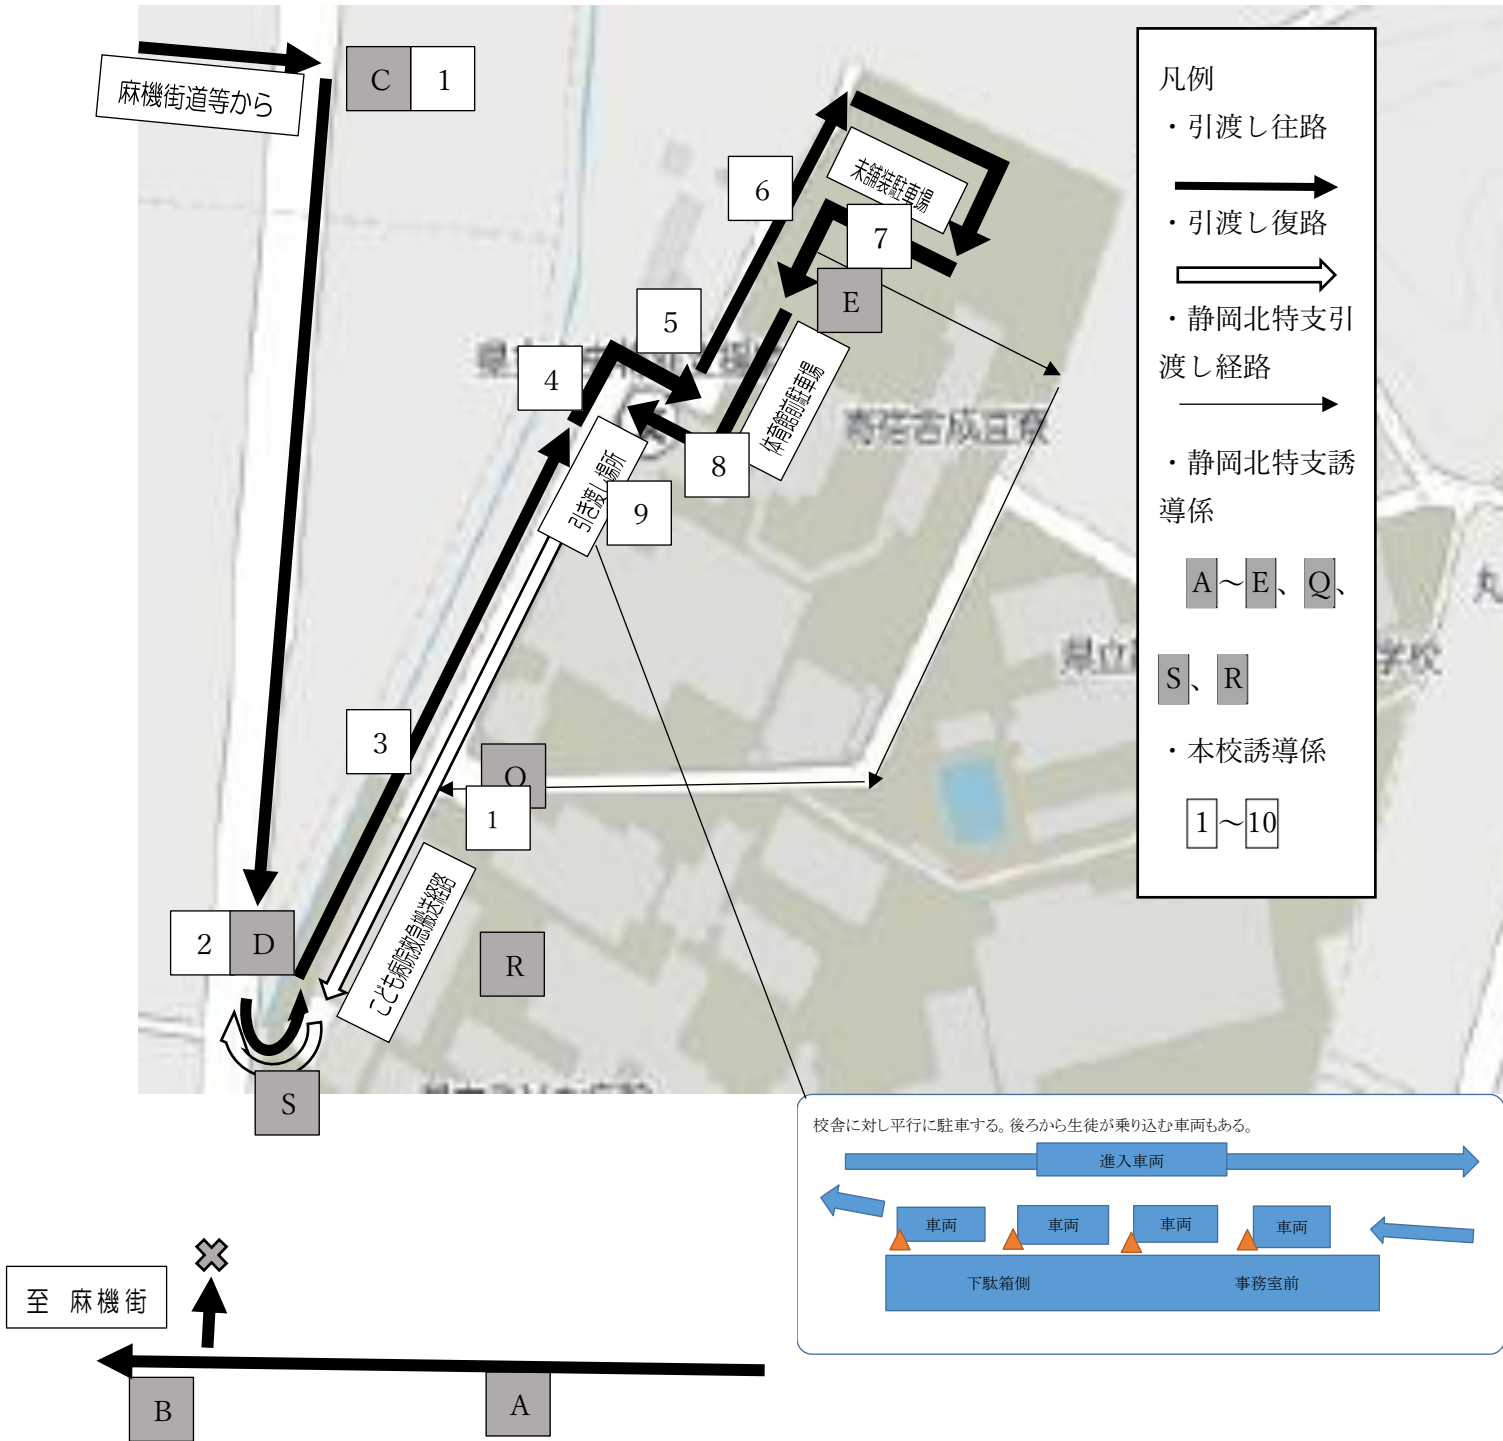 麻機街道等から
C
1
凡例
・引渡し往路
・引渡し復路
・静岡北特支引
渡し経路
・静岡北特支誘
導係
A～E、Q、
S、R
・本校誘導係
1～10
6
未舗装駐車場
7
E
5
4
体育館前駐車場
8
引き渡し場所
9
3
Q
1
こども病院救急搬送経路
2
D
R
S
県立
学校
校舎に対し平行に駐車する。後ろから生徒が乗り込む車両もある。
進入車両
車両
車両
車両
車両
下駄箱側
事務室前
至 麻機街
B
A